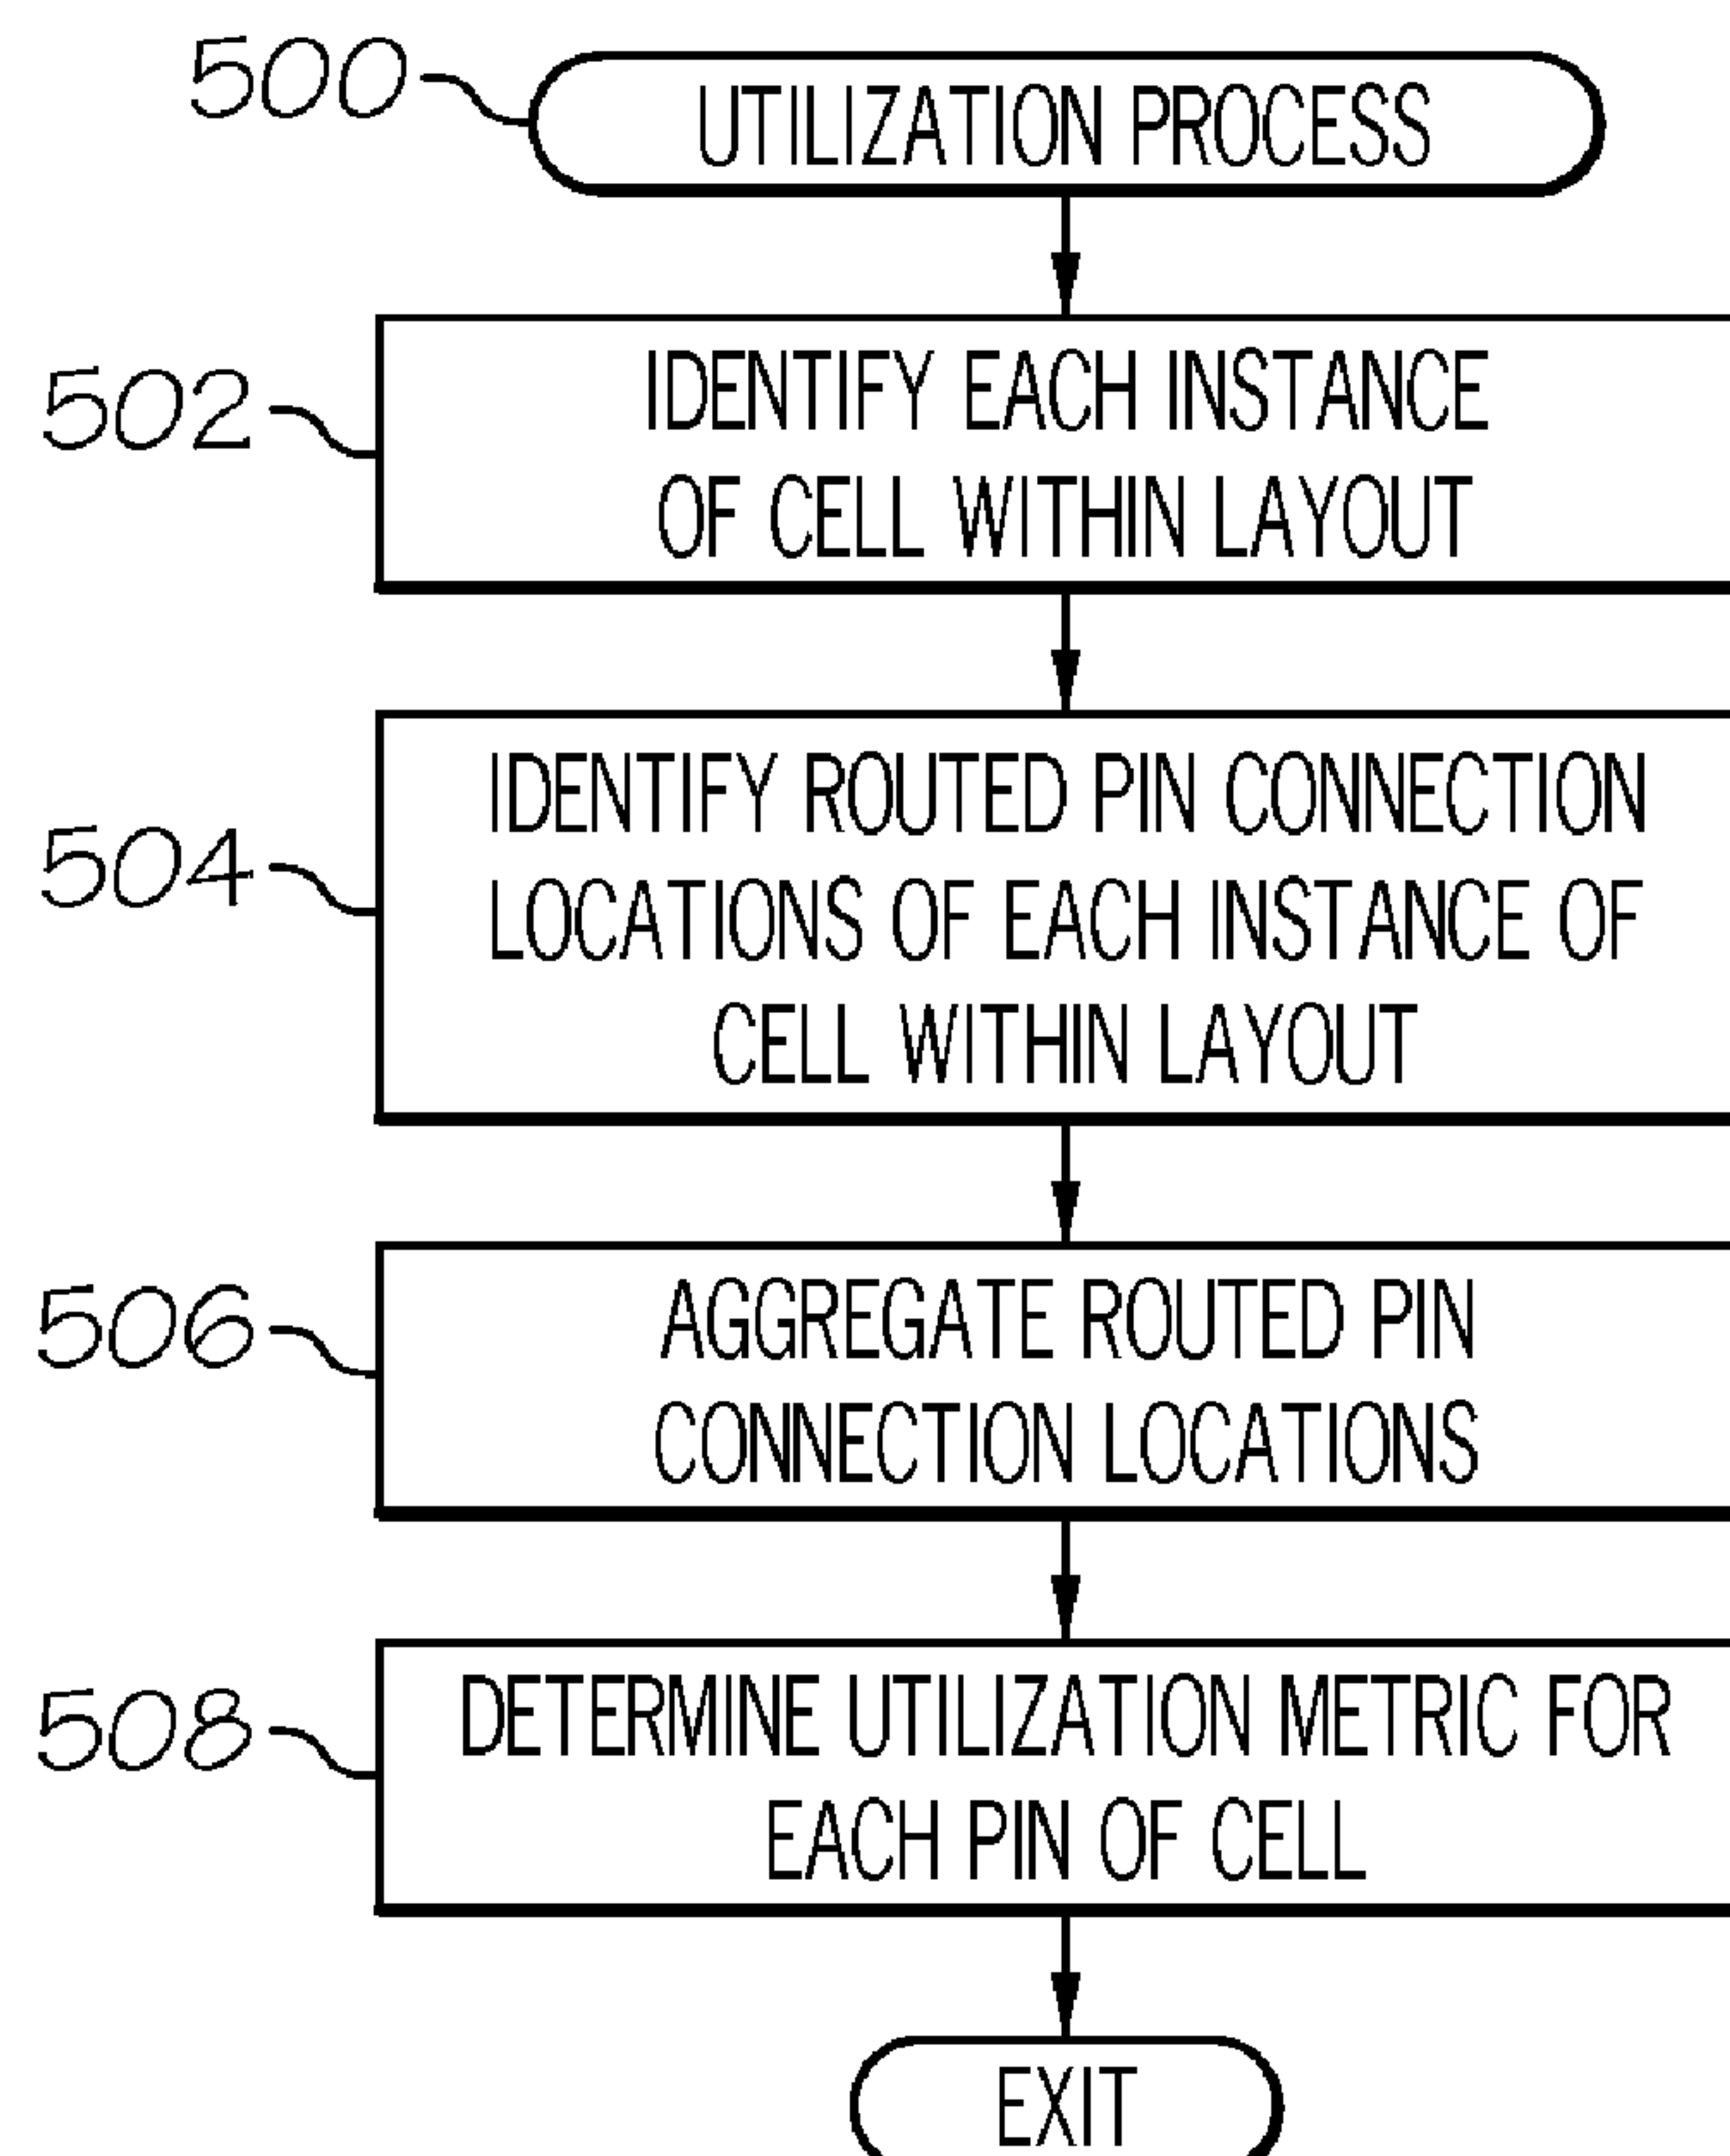 500
UTILIZATION PROCESS
502
IDENTIFY EACH INSTANCE
OF CELL WITHIN LAYOUT
504
IDENTIFY ROUTED PIN CONNECTION
LOCATIONS OF EACH INSTANCE OF
CELL WITHIN LAYOUT
506
AGGREGATE ROUTED PIN
CONNECTION LOCATIONS
508
DETERMINE UTILIZATION METRIC FOR
EACH PIN OF CELL
EXIT